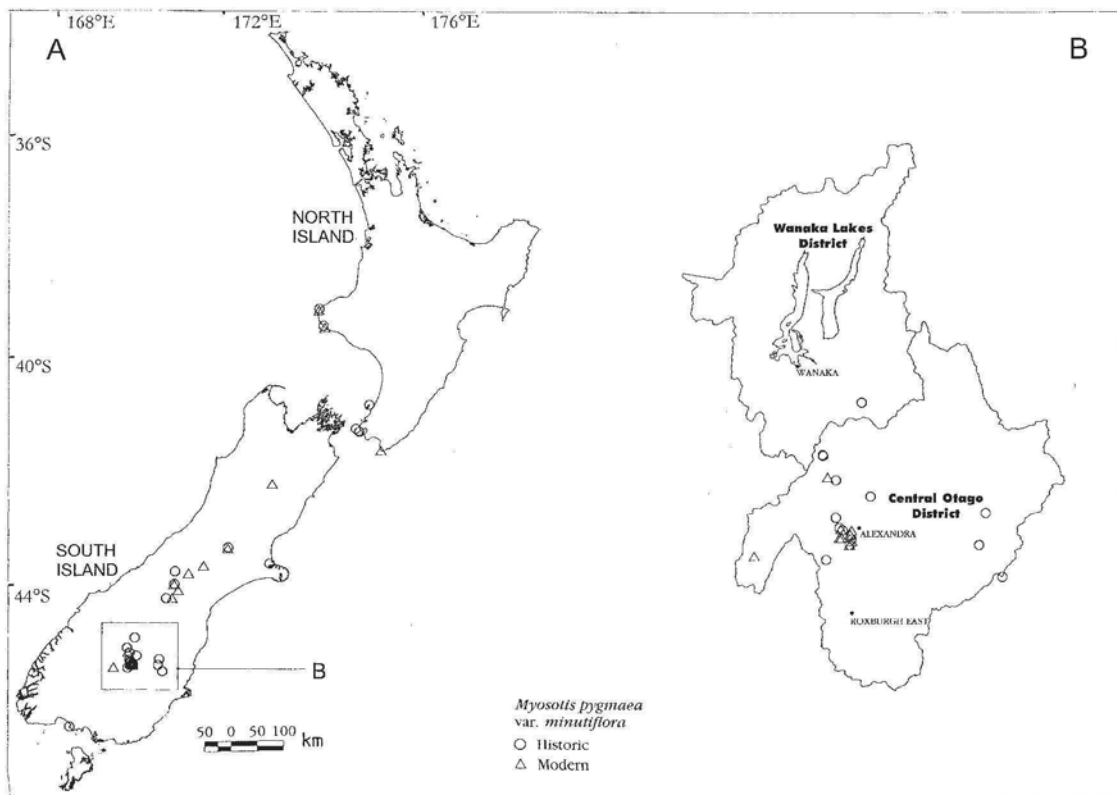 168°E
172°E
176°E
A
B
36°S
NORTH
ISLAND
Wanaka Lakes
District
40°S
WANAKA
Central Otago
District
ALEXANDRA
SOUTH
ISLAND
44°S
ROXBURGH EAST
B
Myosotis pygmaea
var. minutiflora
50 0 50 100
km
○ Historic
△ Modern